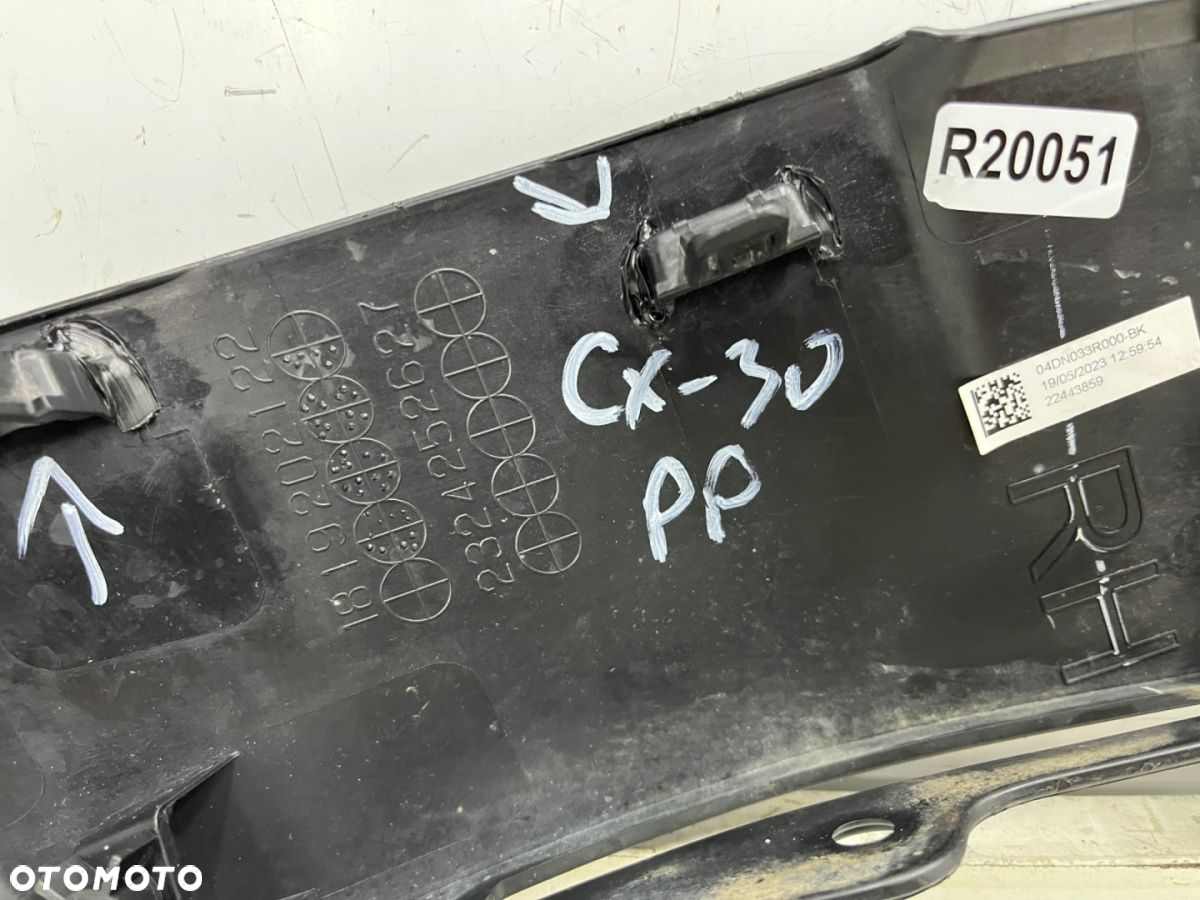 R20051
04DN033R000-BK
19/05/2023 12:59:54
22443859
CX-30
PP
18 19 20 21 22
23 24 25 26 27
RH
OTOMOTO